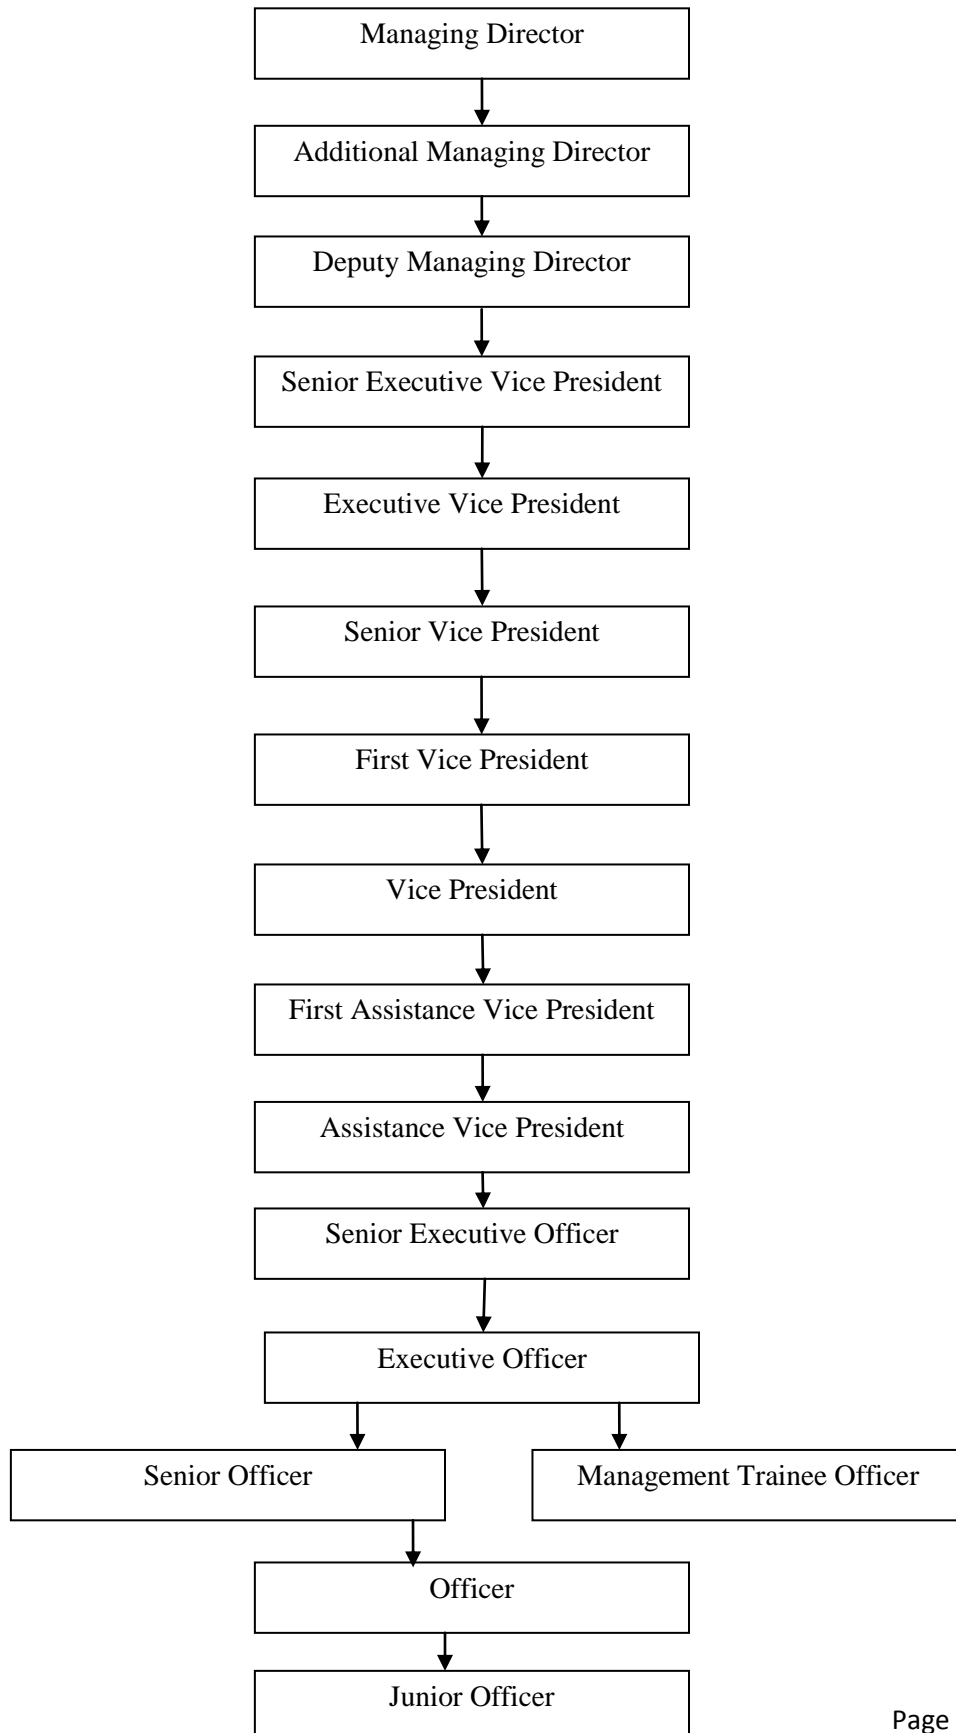 Managing Director
Additional Managing Director
Deputy Managing Director
Senior Executive Vice President
Executive Vice President
Senior Vice President
First Vice President
Vice President
First Assistance Vice President
Assistance Vice President
Senior Executive Officer
Executive Officer
Senior Officer
Management Trainee Officer
Officer
Junior Officer
Page